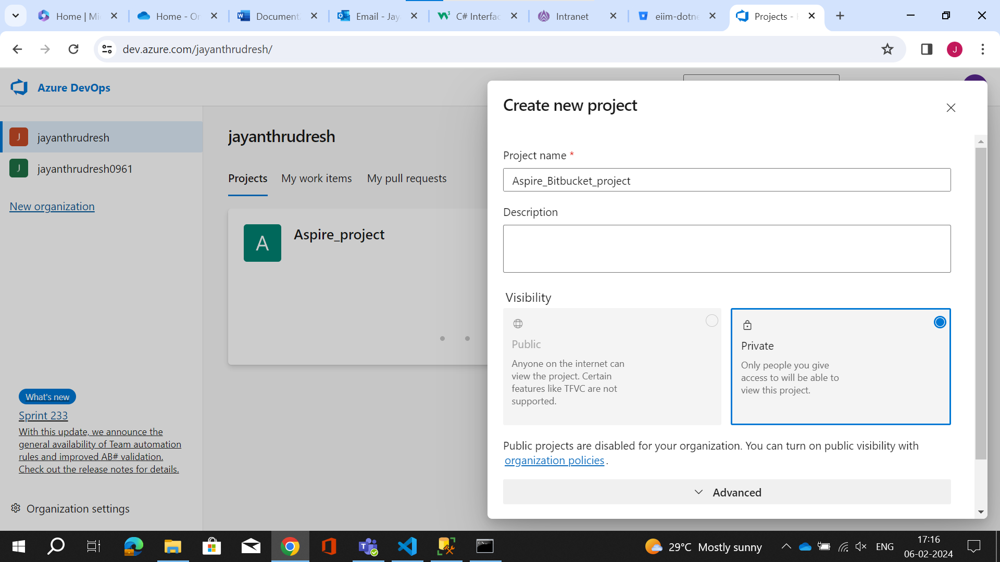 Home | Mi
Home - On
W Document
Email - Jay
C# Interfac
Intranet
eiim-dotne
Projects -
dev.azure.com/jayanthrudresh/
J
Azure DevOps
J jayanthrudresh
J jayanthrudresh0961
New organization
What's new
Sprint 233
With this update, we announce the
general availability of Team automation
rules and improved AB# validation.
Check out the release notes for details.
Organization settings
jayanthrudresh
Projects My work items My pull requests
A Aspire_project
Create new project
Project name *
Aspire_Bitbucket_project
Description
Visibility
Public
Anyone on the internet can
view the project. Certain
features like TFVC are not
supported.
Private
Only people you give
access to will be able to
view this project.
Public projects are disabled for your organization. You can turn on public visibility with
organization policies.
Advanced
29°C Mostly sunny
ENG
17:16
06-02-2024